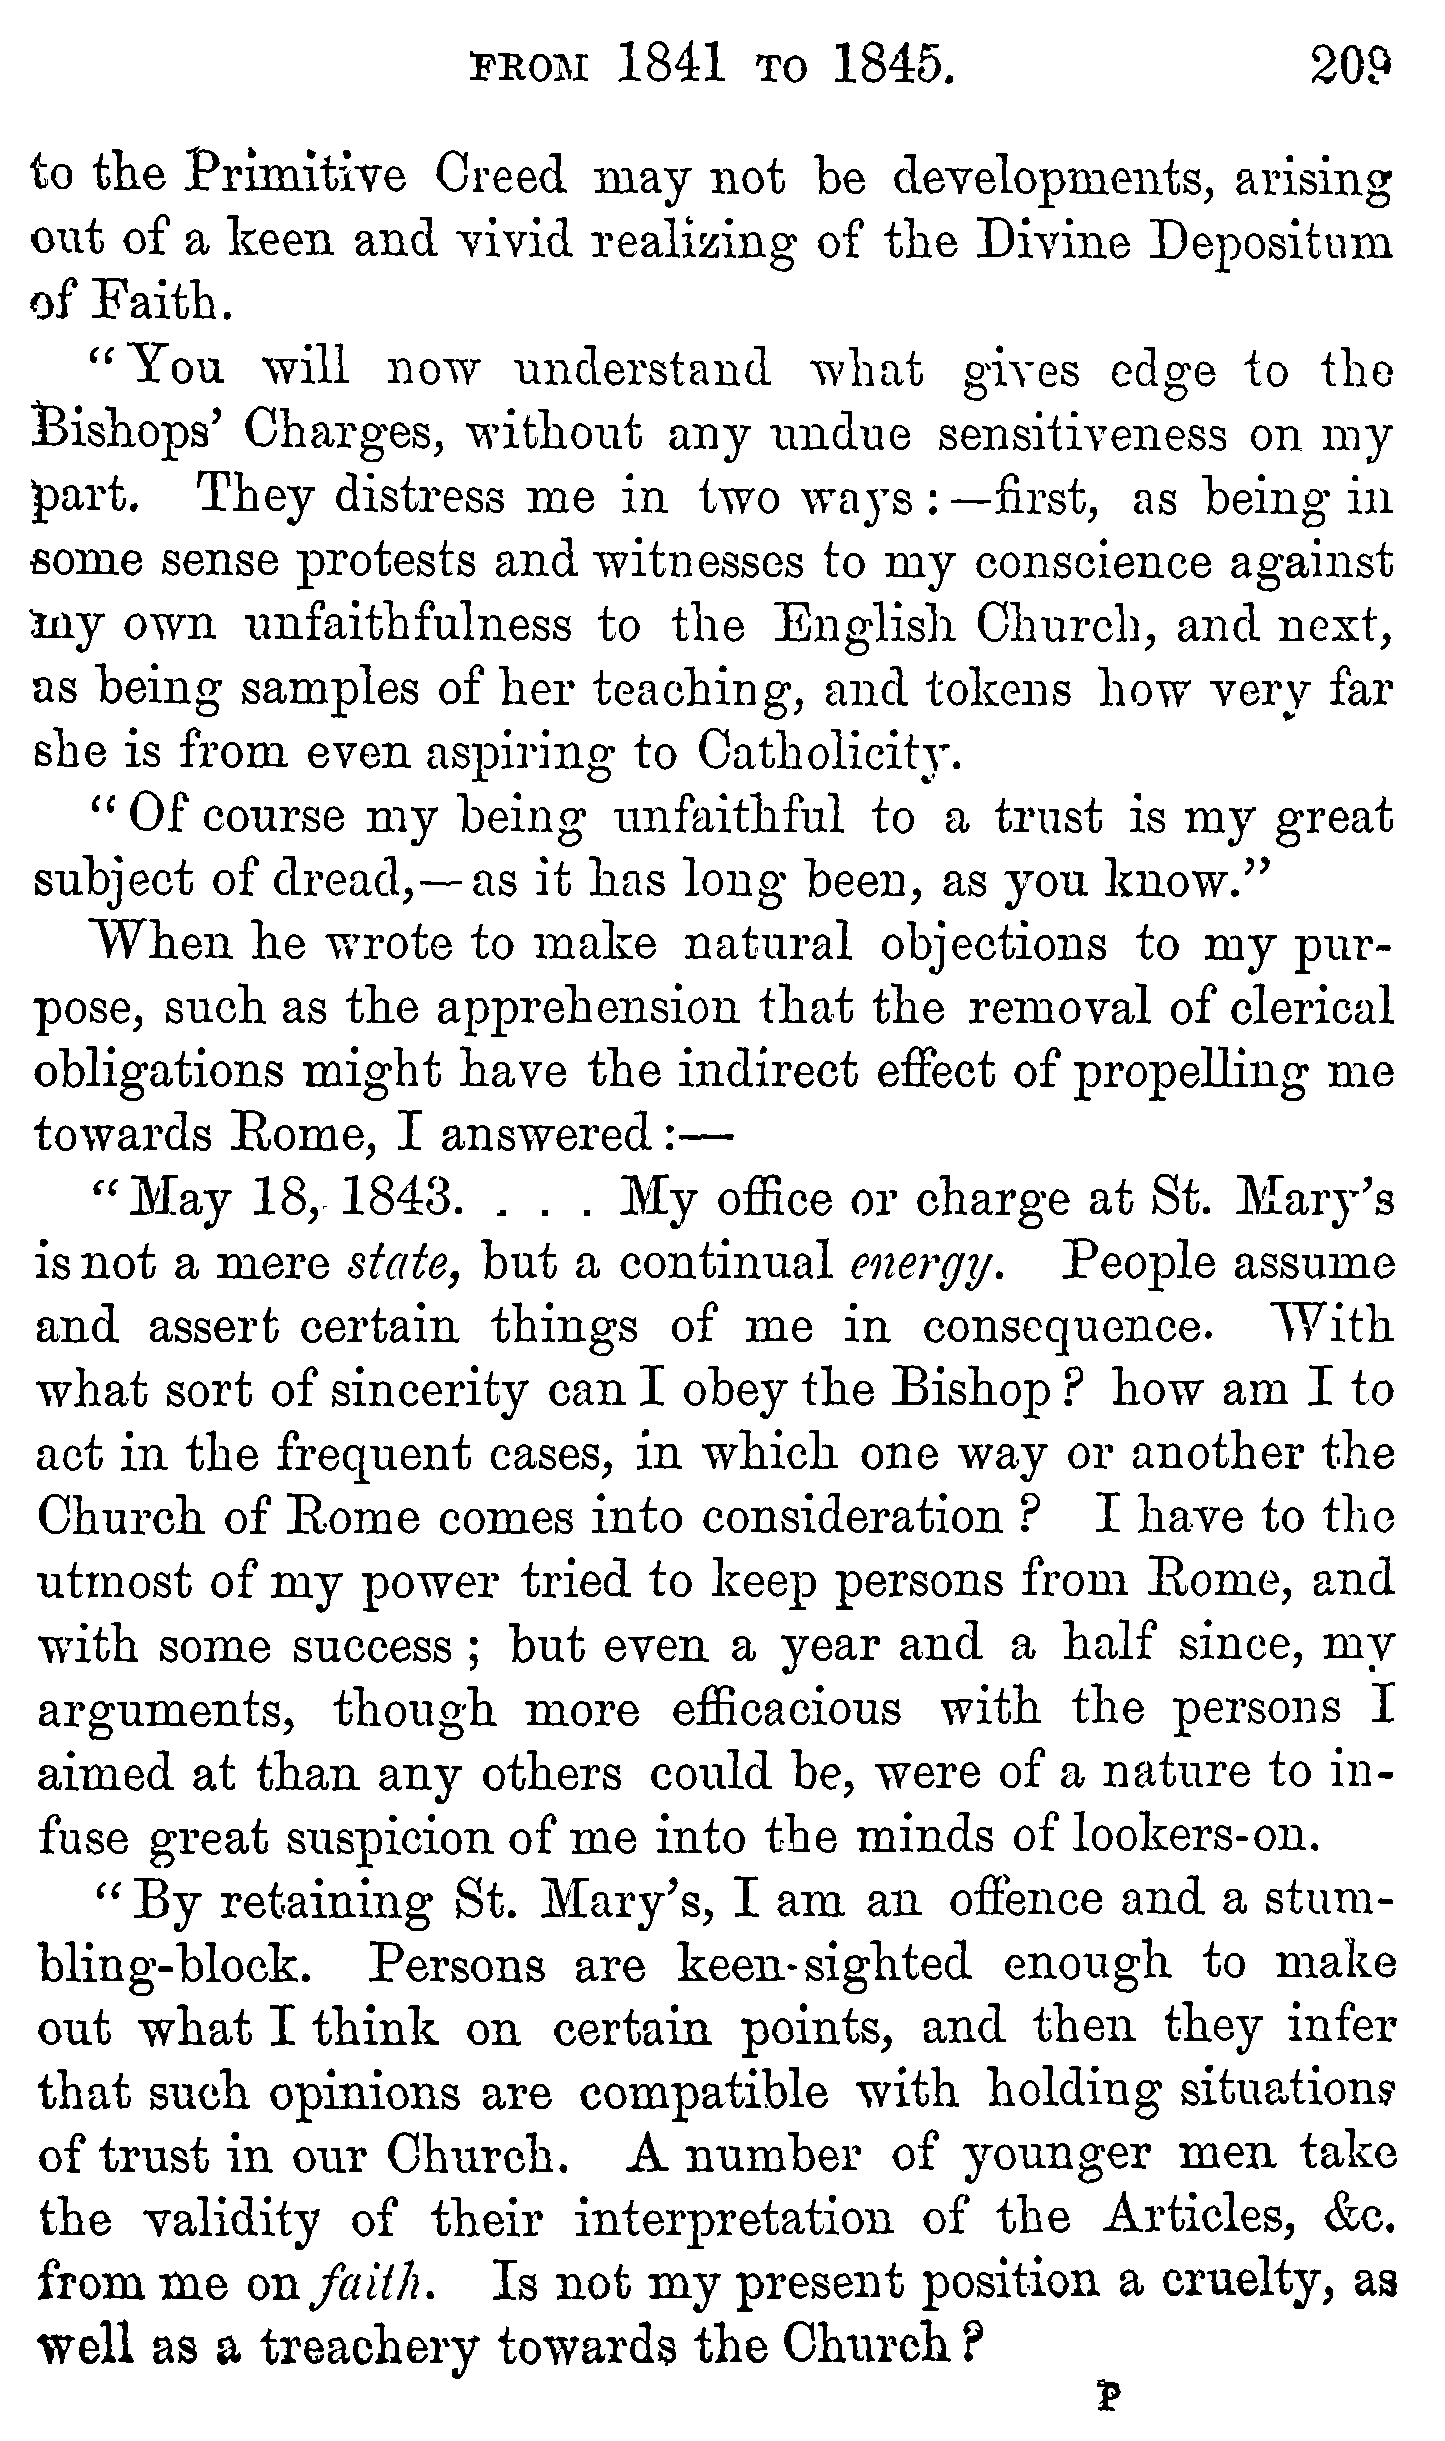 FROM 1841 TO 1845. 209
to the Primitive Creed may not be developments, arising
out of a keen and vivid realizing of the Divine Depositum
of Faith.
“You will now understand what gives edge to the
Bishops’ Charges, without any undue sensitiveness on my
part. They distress me in two ways:—first, as being in
some sense protests and witnesses to my conscience against
my own unfaithfulness to the English Church, and next,
as being samples of her teaching, and tokens how very far
she is from even aspiring to Catholicity.
“Of course my being unfaithful to a trust is my great
subject of dread,—as it has long been, as you know.”
When he wrote to make natural objections to my pur-
pose, such as the apprehension that the removal of clerical
obligations might have the indirect effect of propelling me
towards Rome, I answered:—
“May 18, 1843. . . . My office or charge at St. Mary’s
is not a mere state, but a continual energy. People assume
and assert certain things of me in consequence. With
what sort of sincerity can I obey the Bishop? how am I to
act in the frequent cases, in which one way or another the
Church of Rome comes into consideration? I have to the
utmost of my power tried to keep persons from Rome, and
with some success; but even a year and a half since, my
arguments, though more efficacious with the persons I
aimed at than any others could be, were of a nature to in-
fuse great suspicion of me into the minds of lookers-on.
“By retaining St. Mary’s, I am an offence and a stum-
bling-block. Persons are keen-sighted enough to make
out what I think on certain points, and then they infer
that such opinions are compatible with holding situations
of trust in our Church. A number of younger men take
the validity of their interpretation of the Articles, &c.
from me on faith. Is not my present position a cruelty, as
well as a treachery towards the Church?
P